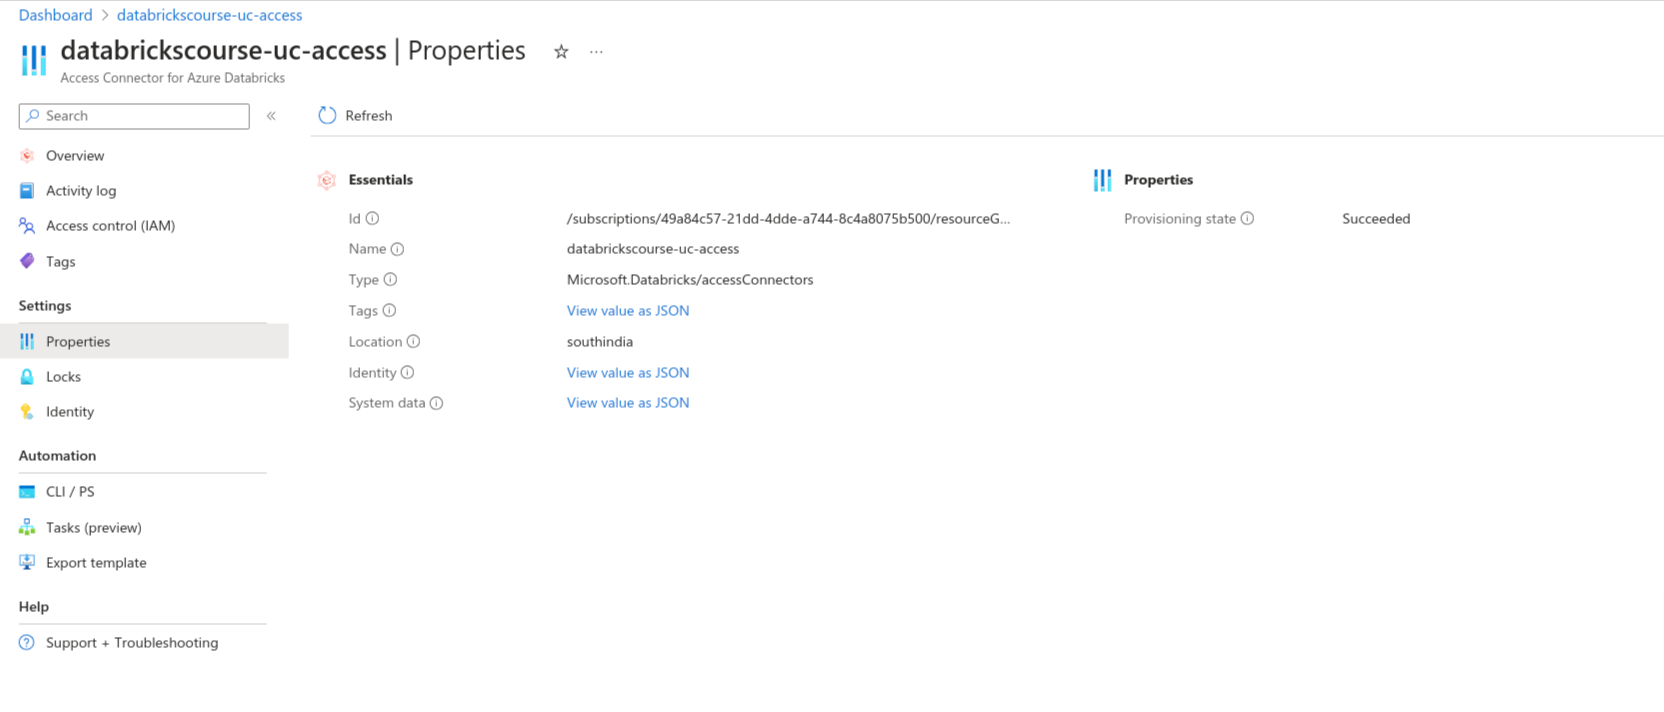 Dashboard > databrickscourse-uc-access
databrickscourse-uc-access | Properties ☆ ...
Access Connector for Azure Databricks
Search «
Refresh
Overview
Activity log
Access control (IAM)
Tags
Settings
Properties
Locks
Identity
Automation
CLI / PS
Tasks (preview)
Export template
Help
Support + Troubleshooting
Essentials
Id /subscriptions/49a84c57-21dd-4dde-a744-8c4a8075b500/resourceG...
Name databrickscourse-uc-access
Type Microsoft.Databricks/accessConnectors
Tags View value as JSON
Location southindia
Identity View value as JSON
System data View value as JSON
Properties
Provisioning state Succeeded